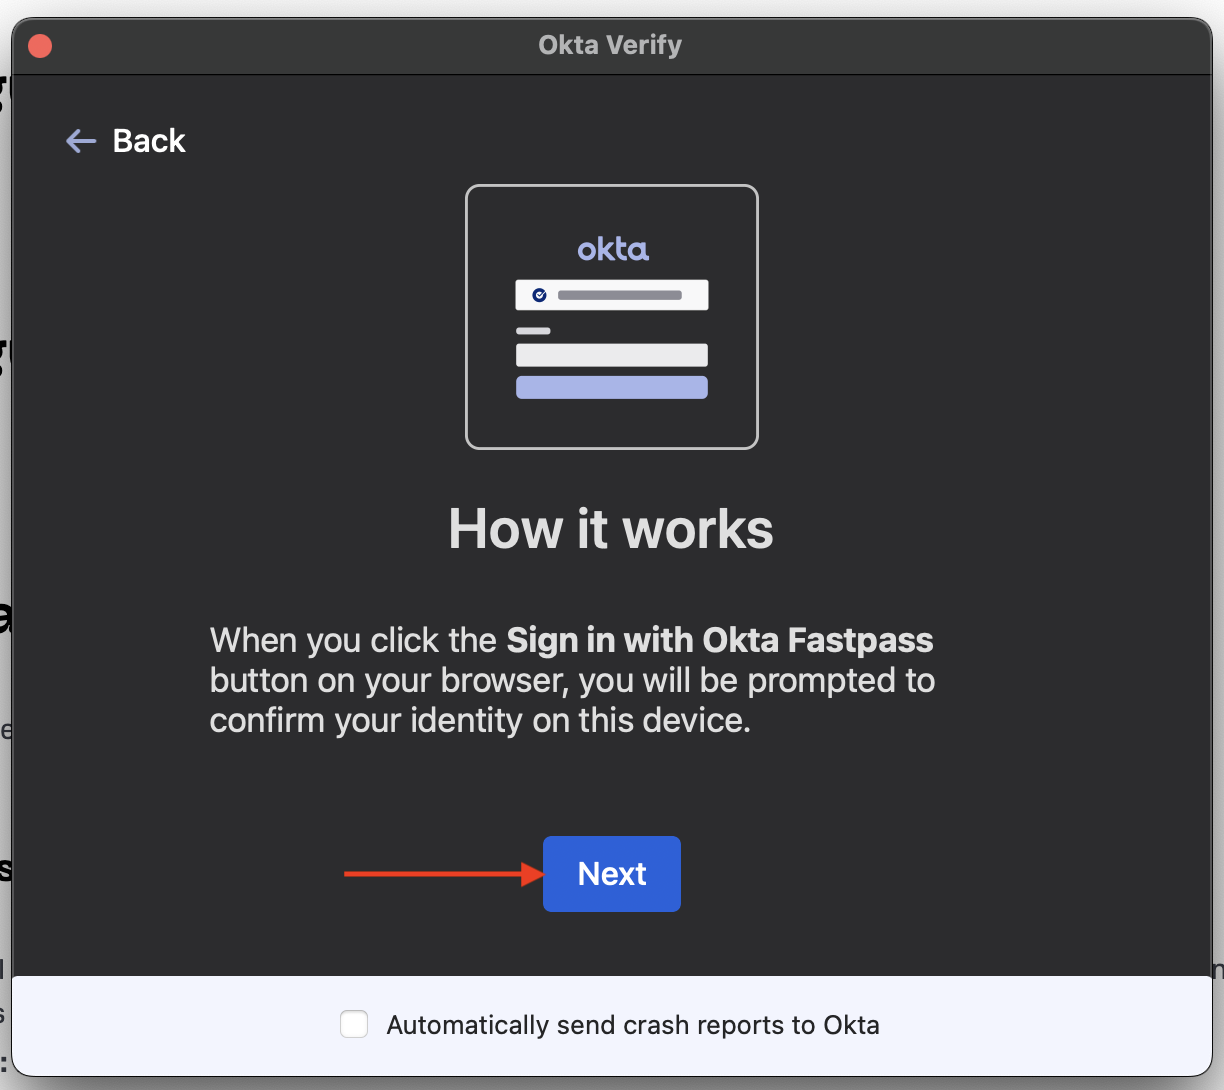 Okta Verify
← Back
okta
How it works
When you click the Sign in with Okta Fastpass
button on your browser, you will be prompted to
confirm your identity on this device.
Next
Automatically send crash reports to Okta